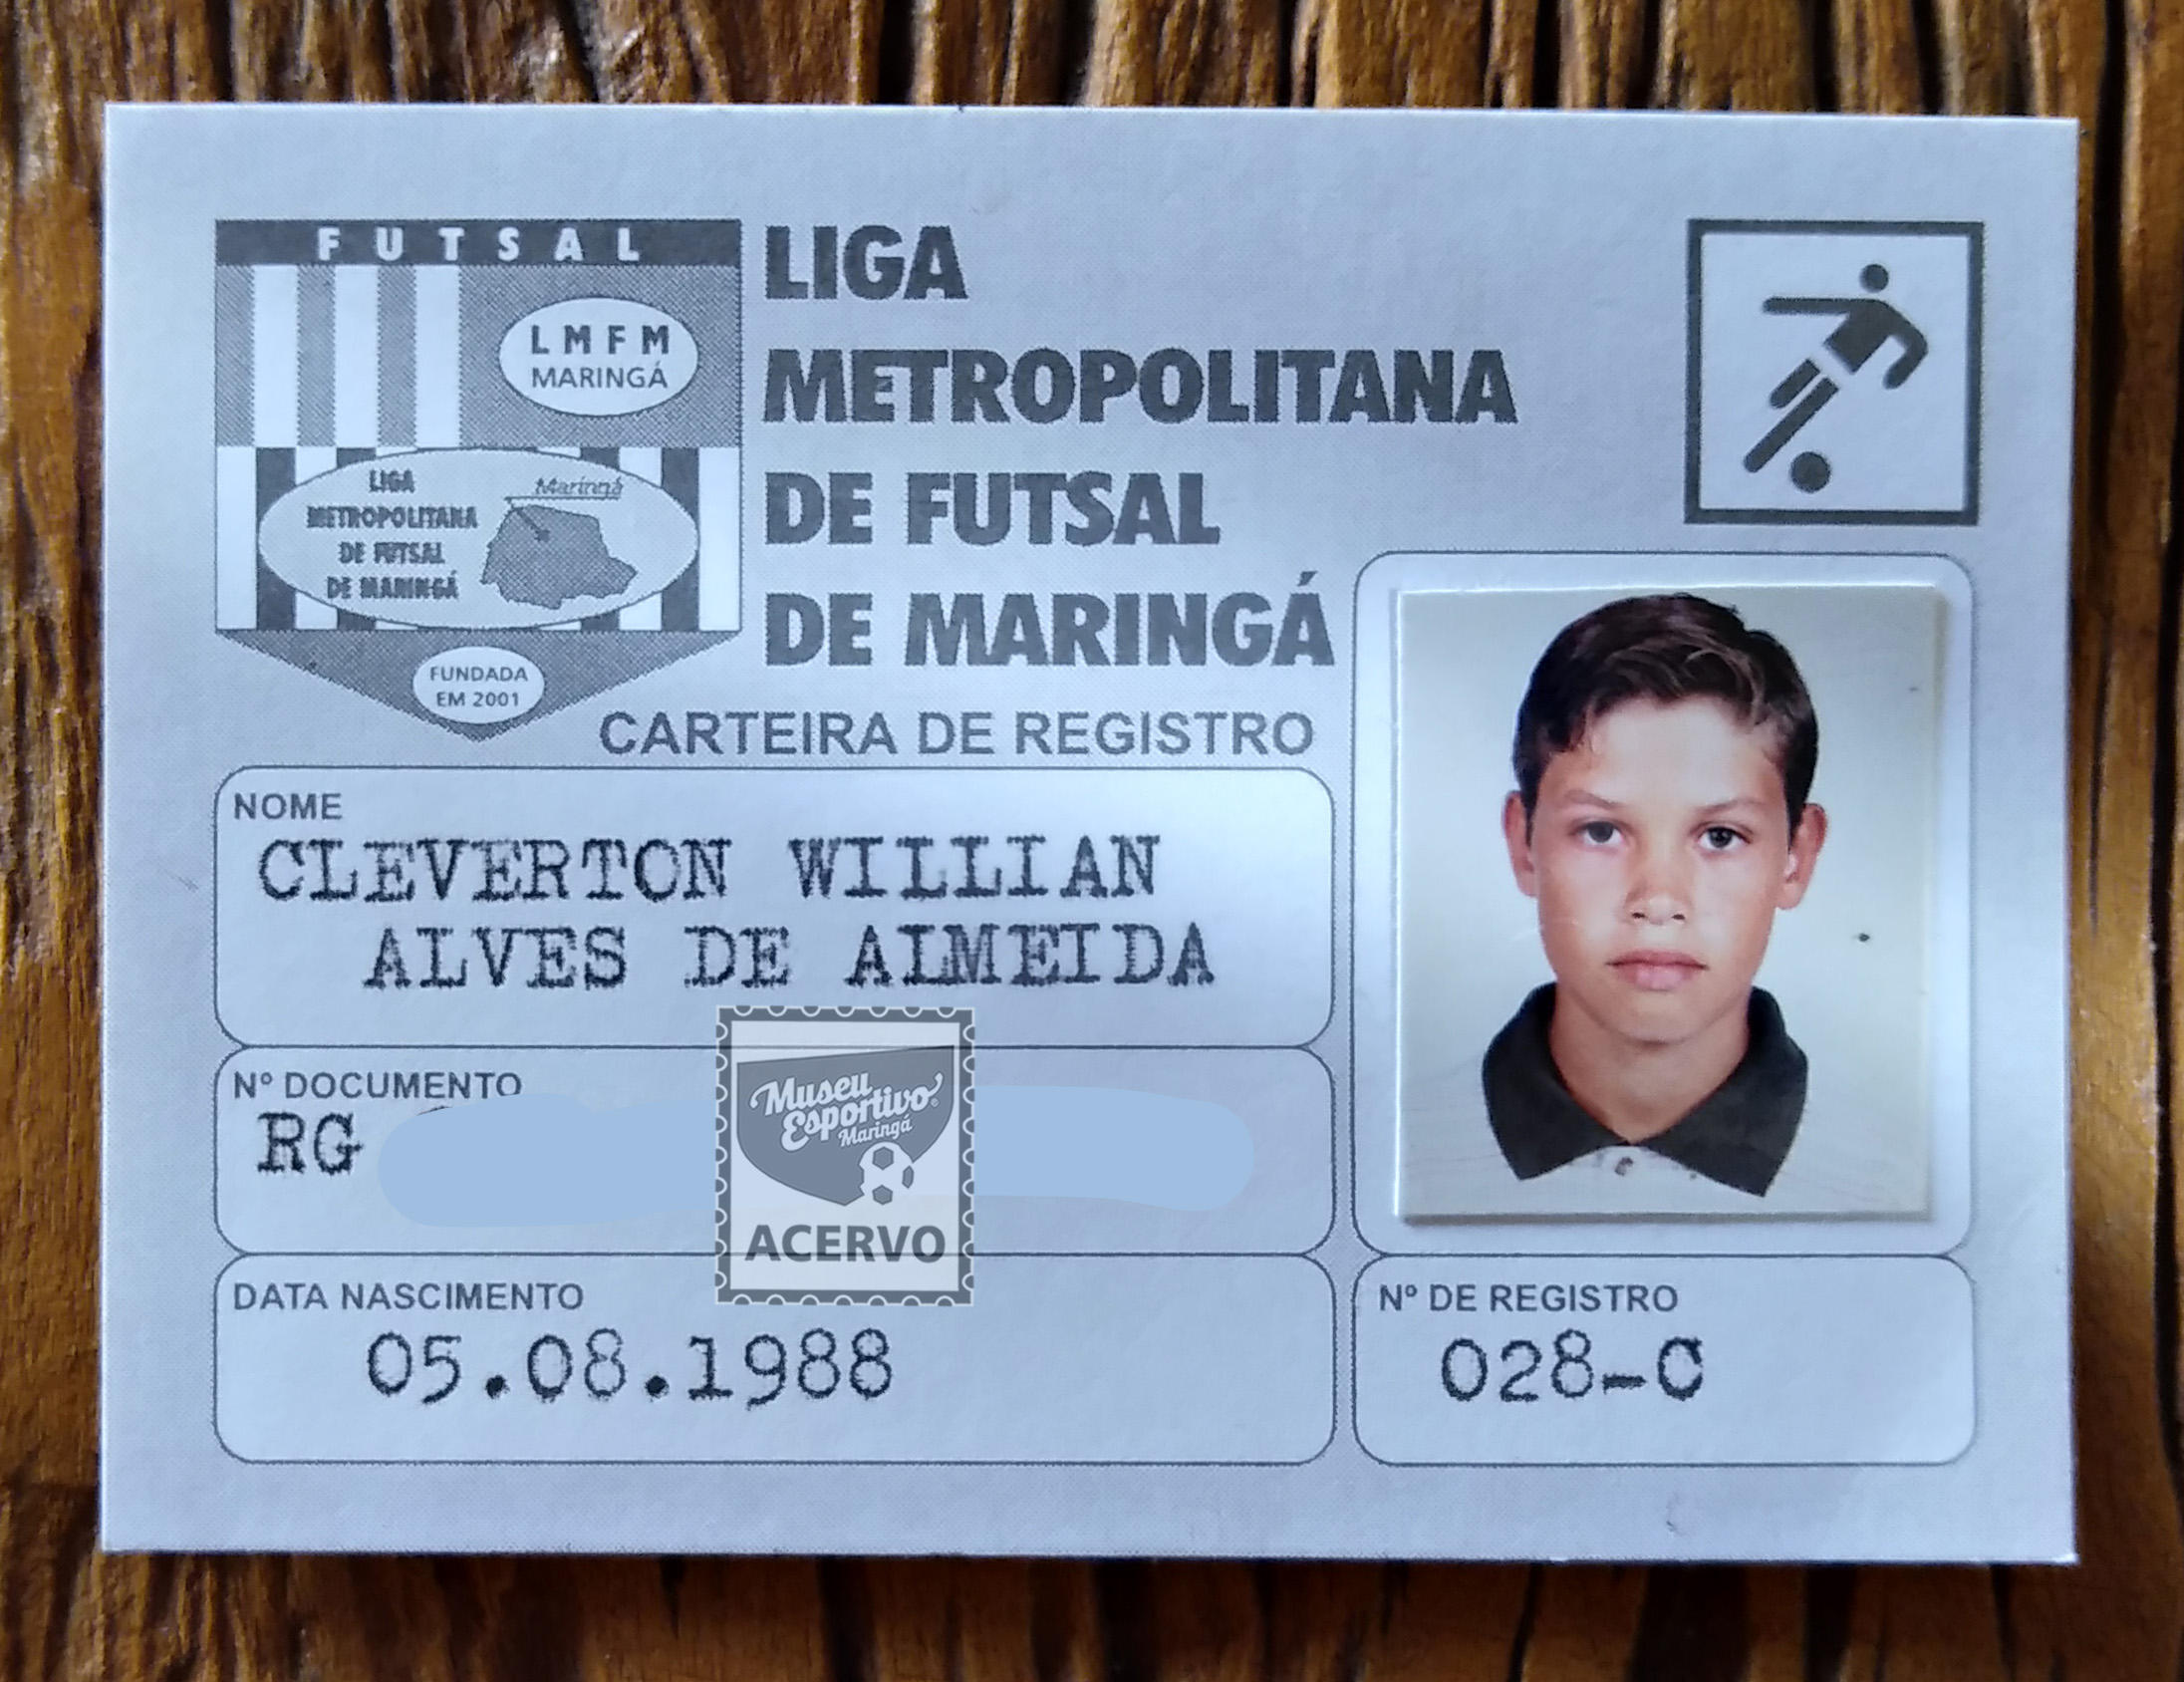 FUTSAL
LMFM
MARINGÁ
LIGA
METROPOLITANA
DE FUTSAL
DE MARINGÁ
Maringá
FUNDADA
EM 2001
LIGA
METROPOLITANA
DE FUTSAL
DE MARINGÁ
CARTEIRA DE REGISTRO
NOME
CLEVERTON WILLIAN
ALVES DE ALMEIDA
Nº DOCUMENTO
RG
Museu
Esportivo
Maringá
ACERVO
DATA NASCIMENTO
05.08.1988
Nº DE REGISTRO
028-C